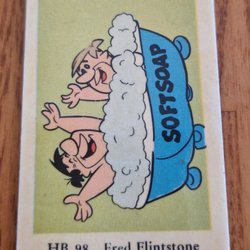 SOFTSOAP
HB 98 Fred Flintstone